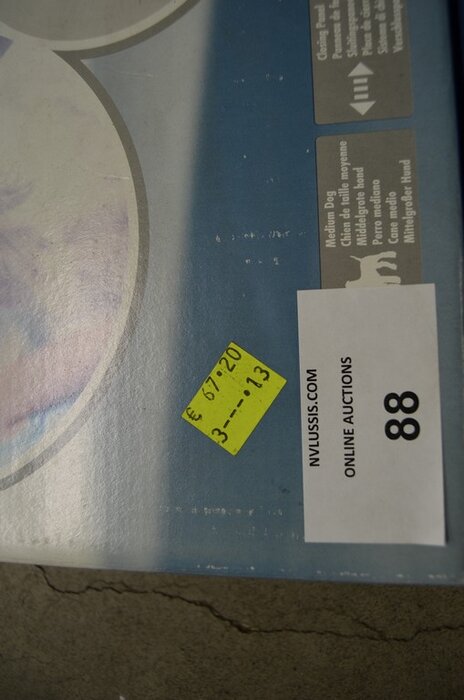 Closing Panel
Medium Dog
Chien de taille moyenne
Middelgrote hond
Perro mediano
Cane medio
Mittelgroßer Hund
€ 67.20
3---.13
NVLUSSIS.COM
ONLINE AUCTIONS
88